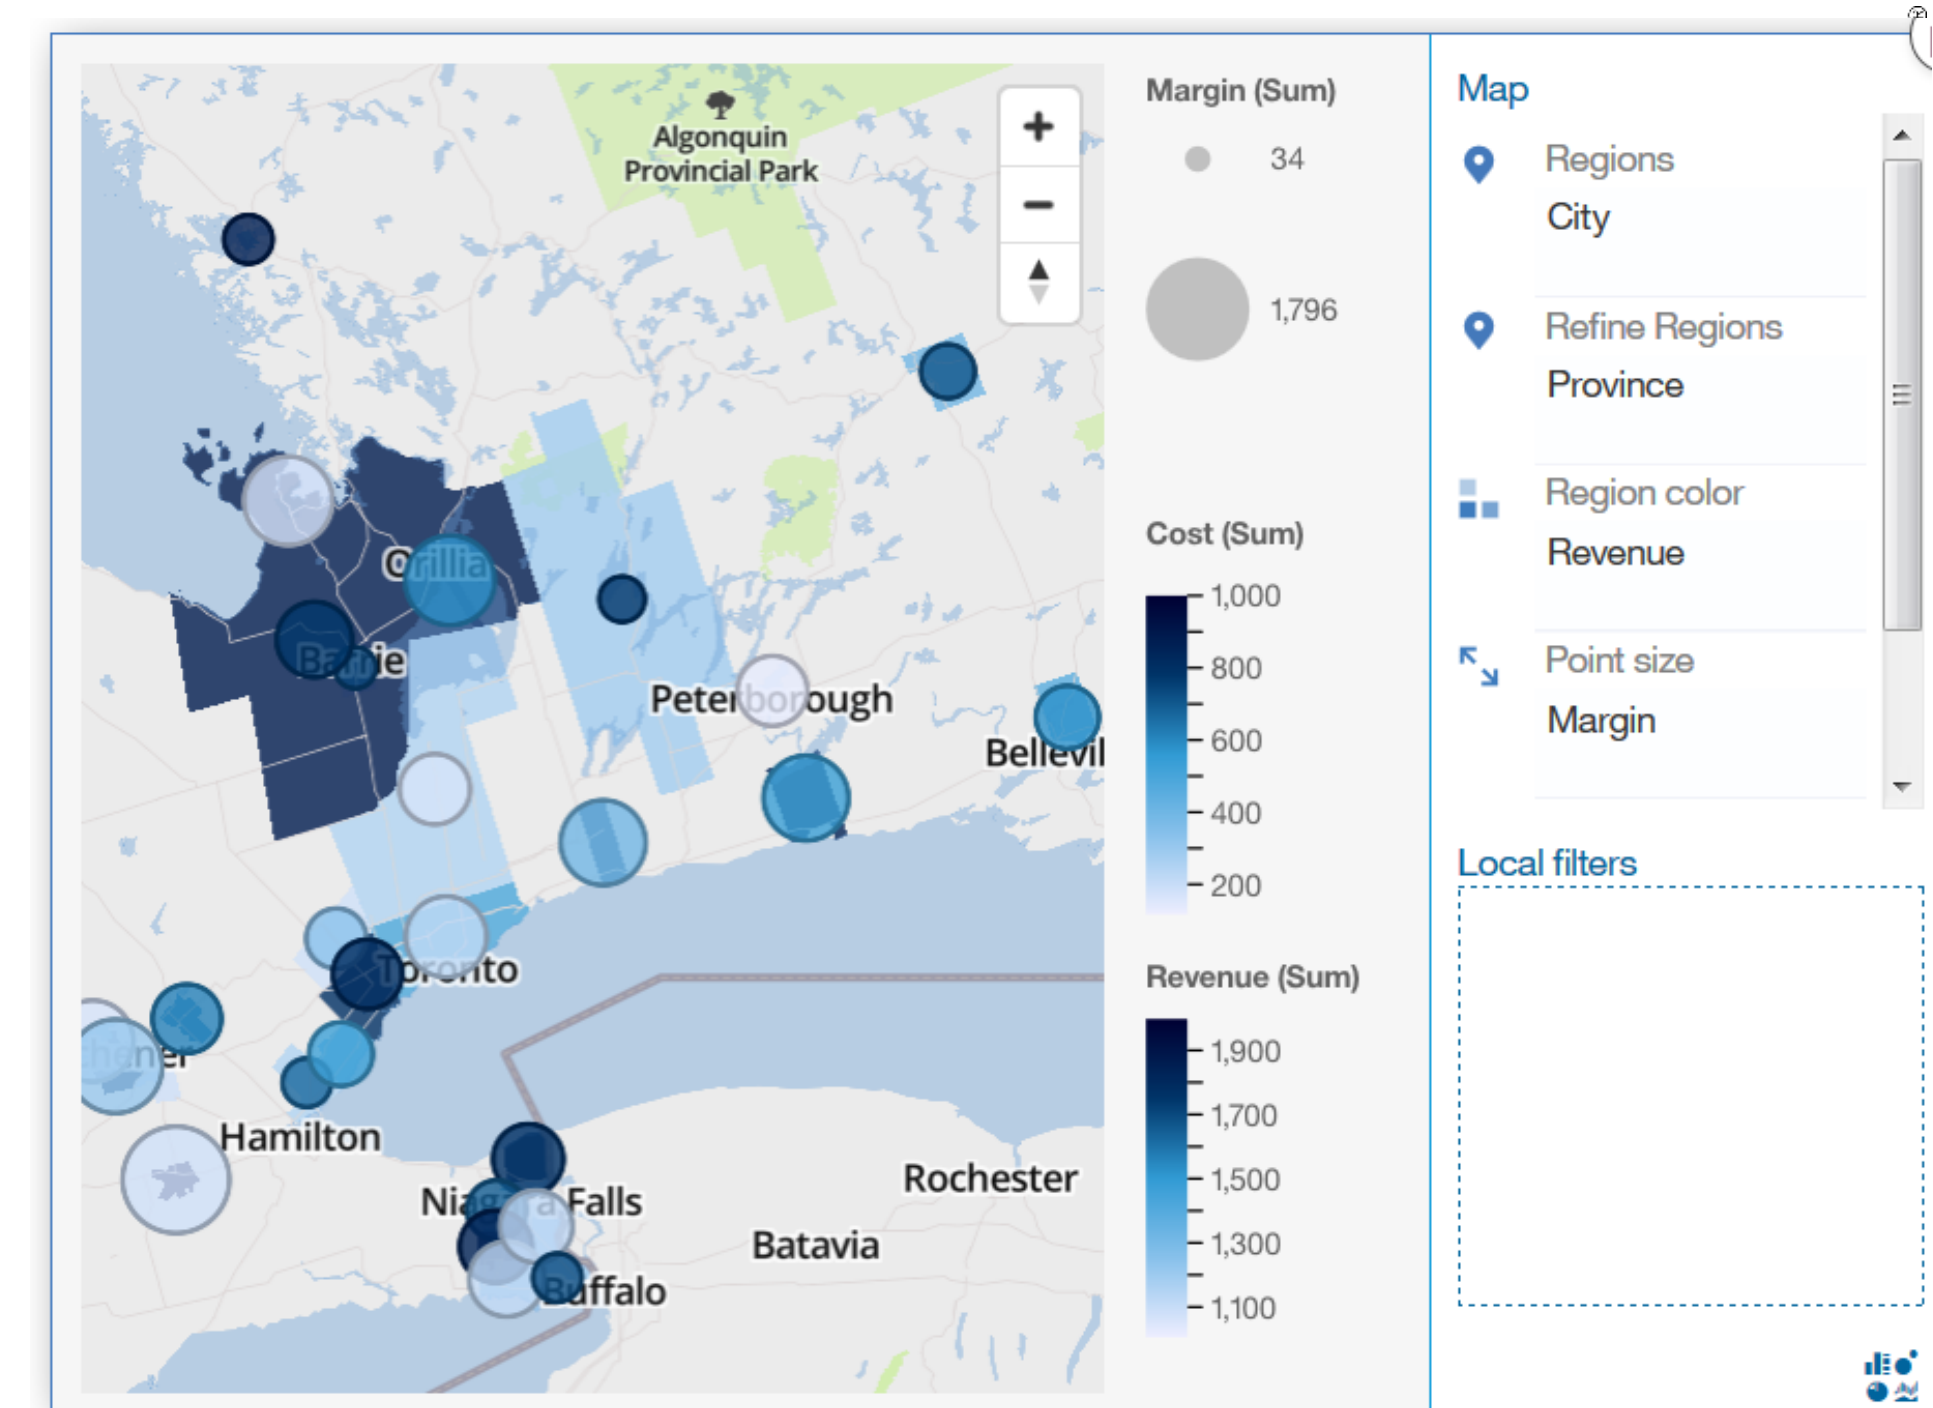 Algonquin
Provincial Park
Orillia
Barrie
Peterborough
Bellevil
Toronto
chener
Hamilton
Niagara Falls
Rochester
Batavia
Buffalo
Margin (Sum)
34
1,796
Cost (Sum)
1,000
800
600
400
200
Revenue (Sum)
1,900
1,700
1,500
1,300
1,100
Map
Regions
City
Refine Regions
Province
Region color
Revenue
Point size
Margin
Local filters